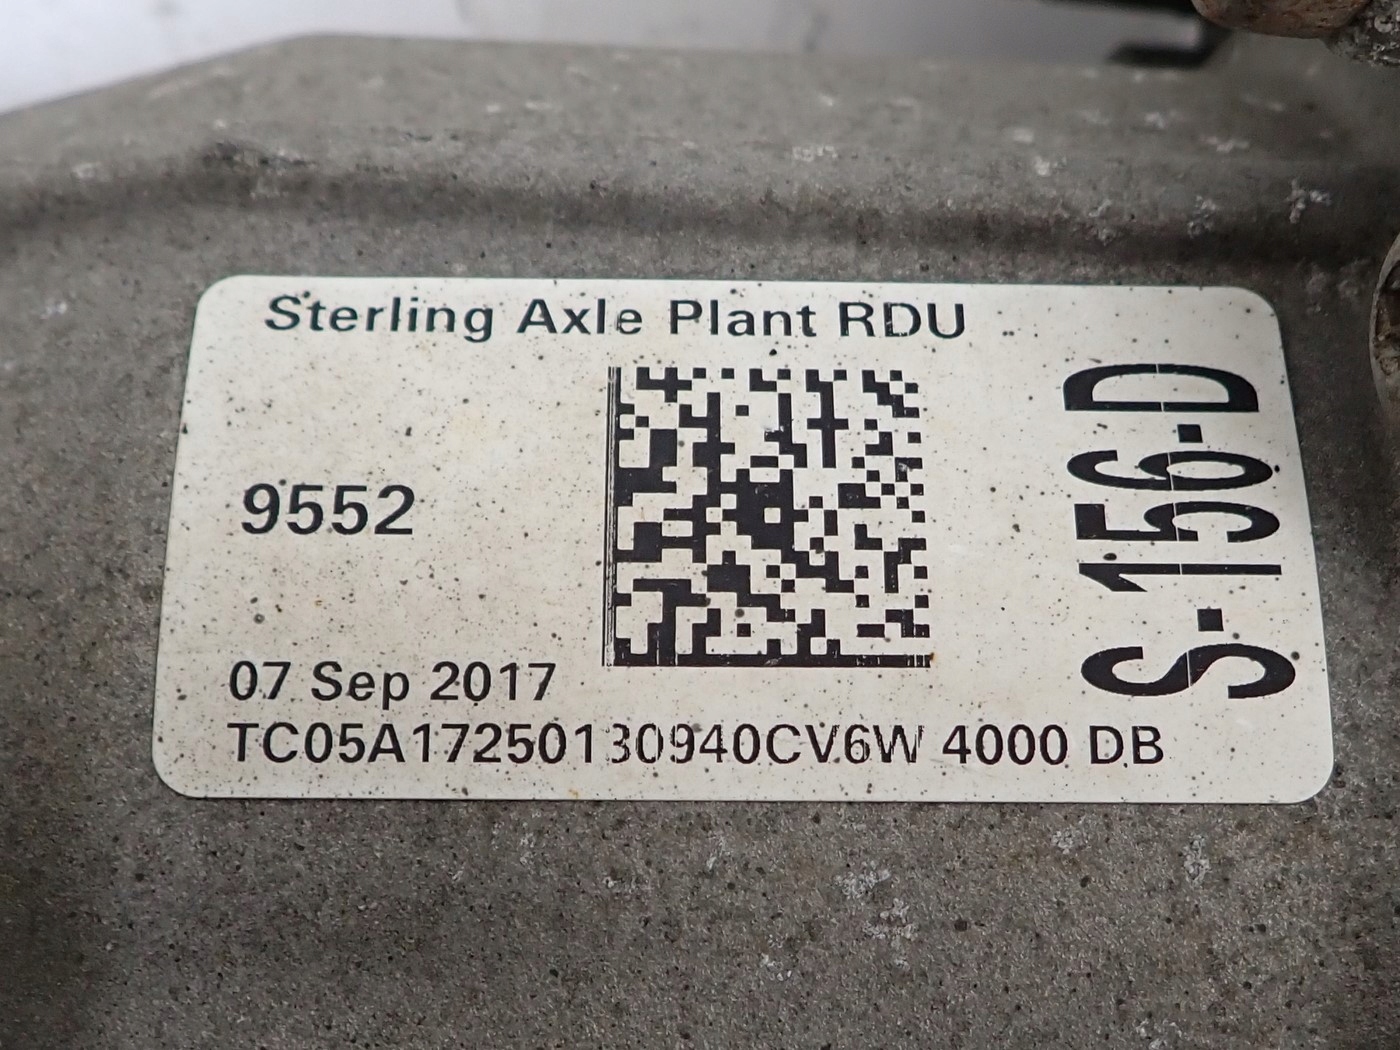 Sterling Axle Plant RDU
9552
S-156-D
07 Sep 2017
TC05A17250130940CV6W 4000 DB